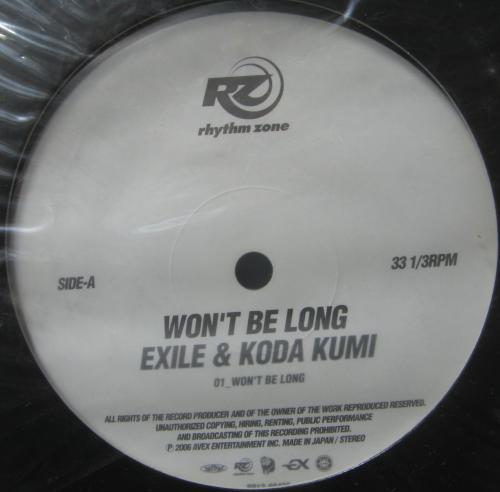 RZ
rhythm zone
SIDE-A
33 1/3RPM
WON'T BE LONG
EXILE & KODA KUMI
01_WON'T BE LONG
ALL RIGHTS OF THE RECORD PRODUCER AND OF THE OWNER OF THE WORK REPRODUCED RESERVED.
UNAUTHORIZED COPYING, HIRING, RENTING, PUBLIC PERFORMANCE
AND BROADCASTING OF THIS RECORDING PROHIBITED.
Ⓟ 2006 AVEX ENTERTAINMENT INC. MADE IN JAPAN / STEREO
EX